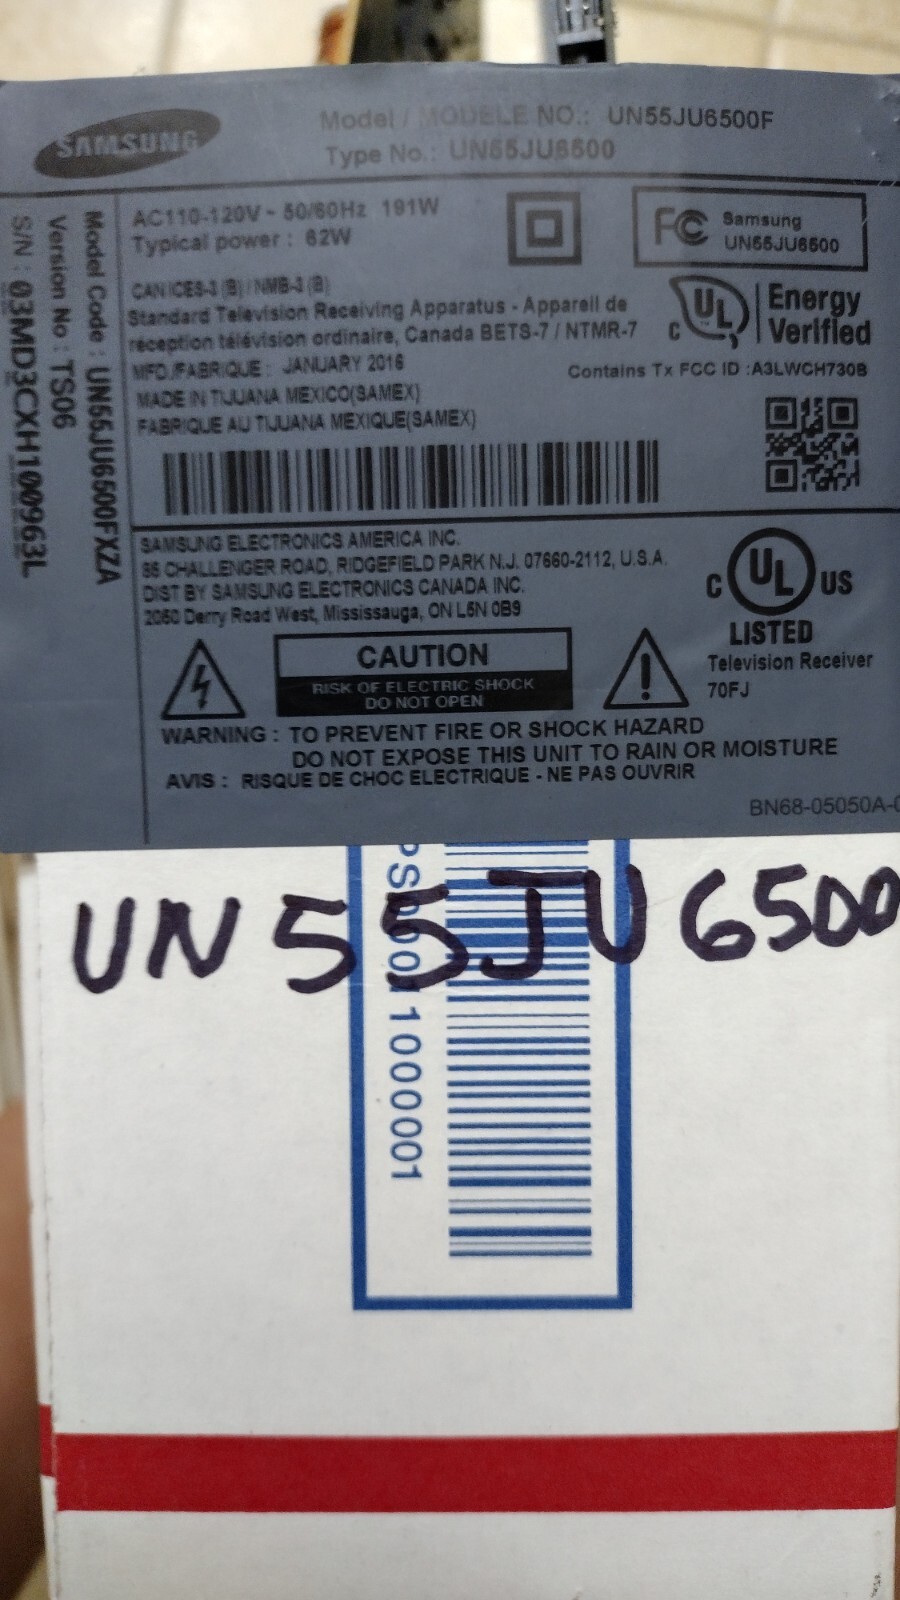 SAMSUNG
Model / MODELE NO.: UN55JU6500F
Type No.: UN55JU6500
Model Code : UN55JU6500FXZA
Version No : TS06
S/N : 03MD3CXH100963L
AC110-120V ~ 50/60Hz 191W
Typical power : 62W
FC Samsung
UN55JU6500
CAN ICES-3 (B) / NMB-3 (B)
Standard Television Receiving Apparatus - Appareil de
réception télévision ordinaire, Canada BETS-7 / NTMR-7
MFD./FABRIQUE : JANUARY 2016
MADE IN TIJUANA MEXICO(SAMEX)
FABRIQUE AU TIJUANA MEXIQUE(SAMEX)
C UL Energy
Verified
Contains Tx FCC ID :A3LWCH730B
SAMSUNG ELECTRONICS AMERICA INC.
85 CHALLENGER ROAD, RIDGEFIELD PARK N.J. 07660-2112, U.S.A.
DIST BY SAMSUNG ELECTRONICS CANADA INC.
2050 Derry Road West, Mississauga, ON L5N 0B9
C UL US
LISTED
Television Receiver
70FJ
CAUTION
RISK OF ELECTRIC SHOCK
DO NOT OPEN
WARNING : TO PREVENT FIRE OR SHOCK HAZARD
DO NOT EXPOSE THIS UNIT TO RAIN OR MOISTURE
AVIS : RISQUE DE CHOC ELECTRIQUE - NE PAS OUVRIR
BN68-05050A-0
UN55JU6500